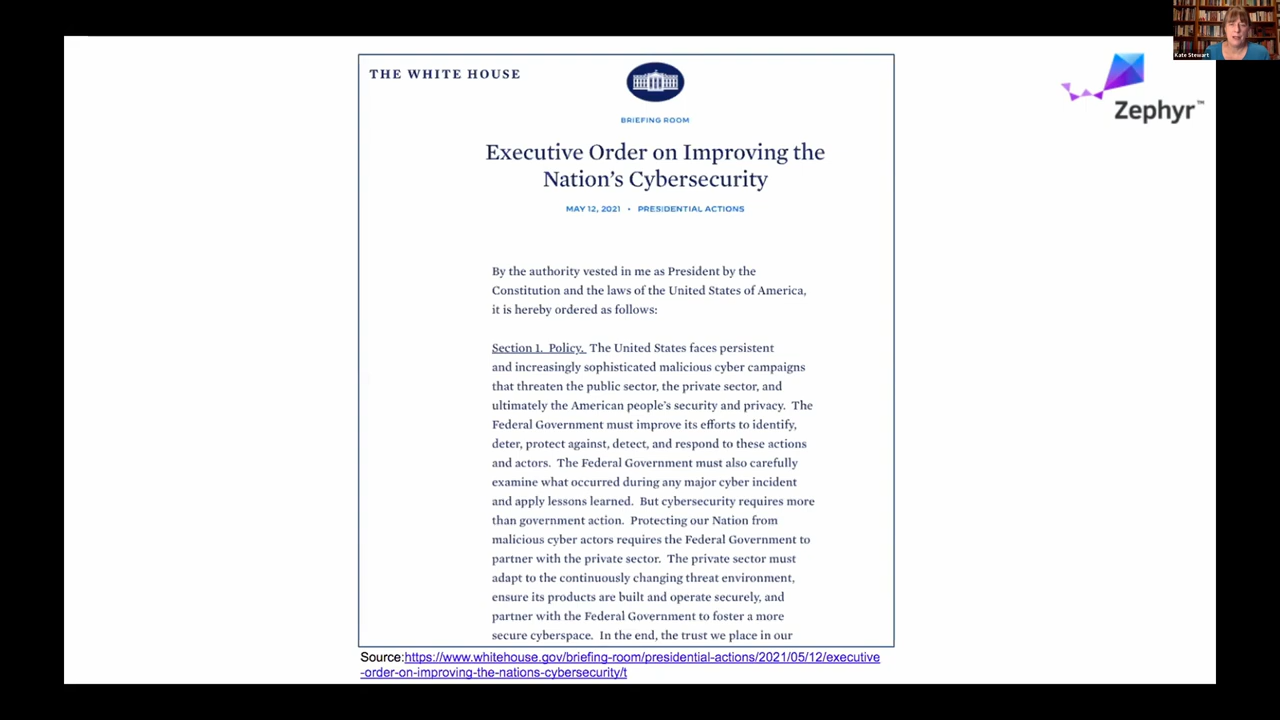 Kate Stewart
THE WHITE HOUSE
Zephyr™
BRIEFING ROOM
Executive Order on Improving the
Nation's Cybersecurity
MAY 12, 2021 • PRESIDENTIAL ACTIONS
By the authority vested in me as President by the
Constitution and the laws of the United States of America,
it is hereby ordered as follows:
Section 1. Policy. The United States faces persistent
and increasingly sophisticated malicious cyber campaigns
that threaten the public sector, the private sector, and
ultimately the American people's security and privacy. The
Federal Government must improve its efforts to identify,
deter, protect against, detect, and respond to these actions
and actors. The Federal Government must also carefully
examine what occurred during any major cyber incident
and apply lessons learned. But cybersecurity requires more
than government action. Protecting our Nation from
malicious cyber actors requires the Federal Government to
partner with the private sector. The private sector must
adapt to the continuously changing threat environment,
ensure its products are built and operate securely, and
partner with the Federal Government to foster a more
secure cyberspace. In the end, the trust we place in our
Source:https://www.whitehouse.gov/briefing-room/presidential-actions/2021/05/12/executive
-order-on-improving-the-nations-cybersecurity/t